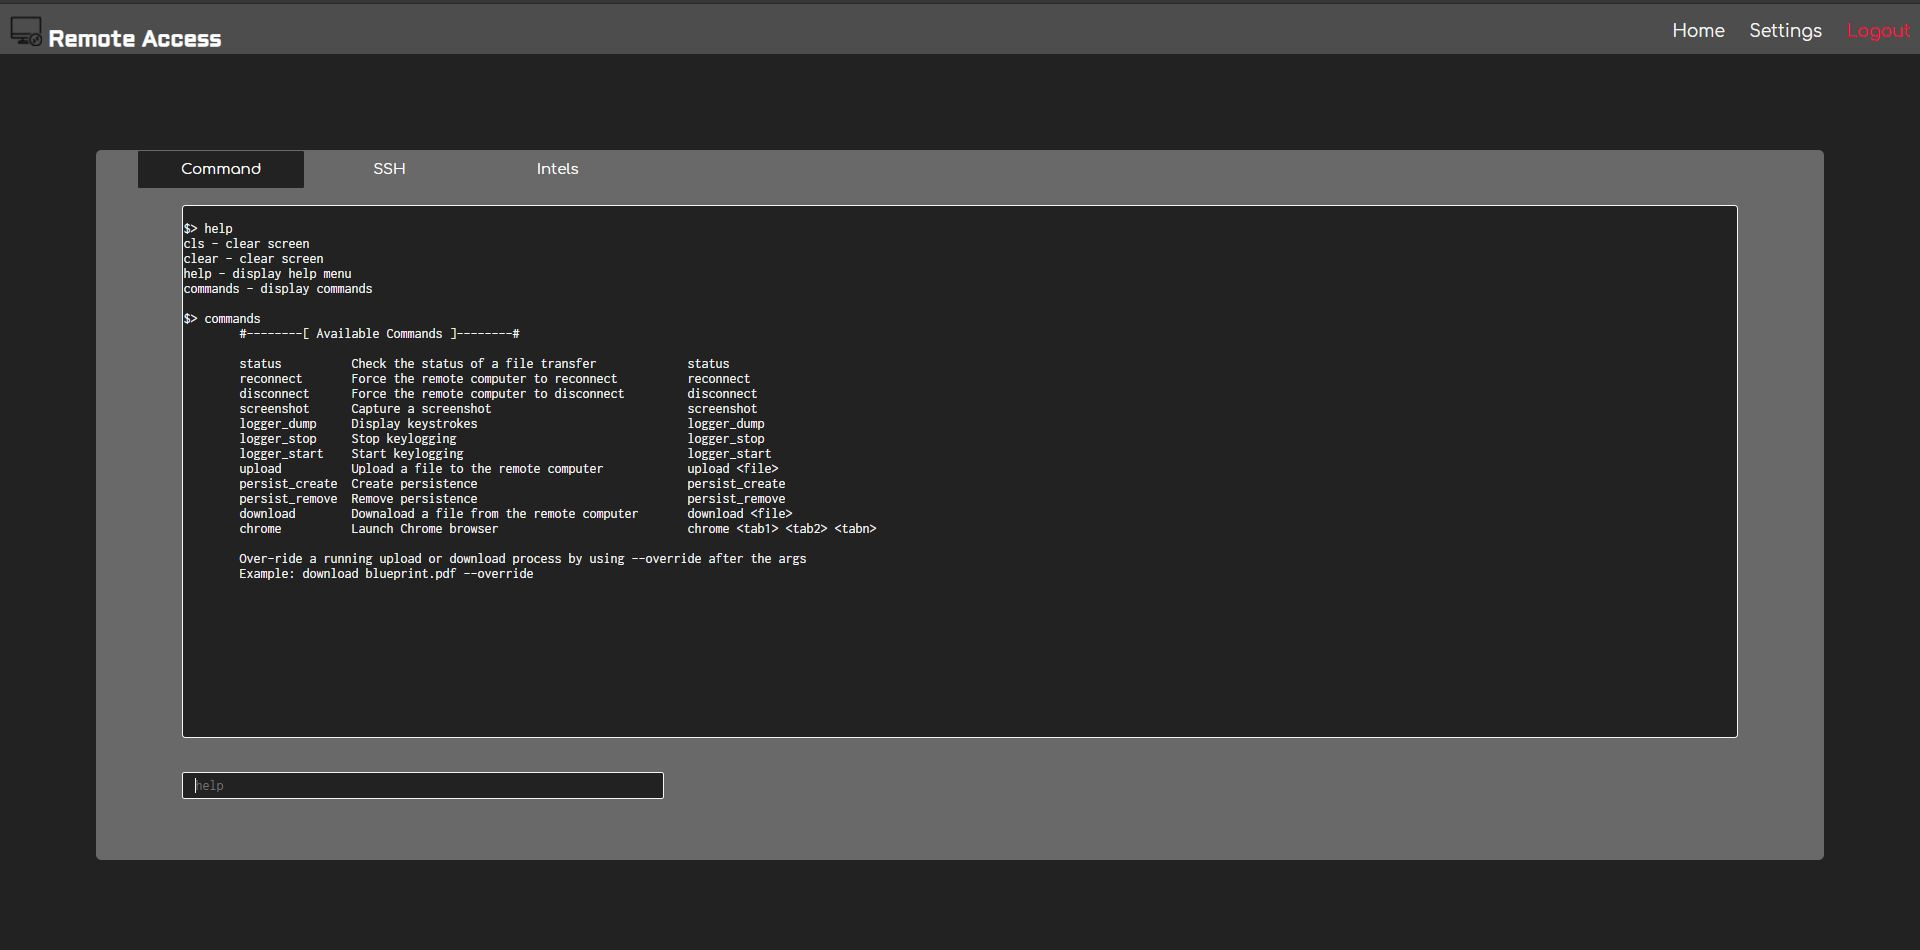 Remote Access
Home Settings Logout
Command SSH Intels
$> help
cls - clear screen
clear - clear screen
help - display help menu
commands - display commands
$> commands
#--------[ Available Commands ]--------#
status Check the status of a file transfer status
reconnect Force the remote computer to reconnect reconnect
disconnect Force the remote computer to disconnect disconnect
screenshot Capture a screenshot screenshot
logger_dump Display keystrokes logger_dump
logger_stop Stop keylogging logger_stop
logger_start Start keylogging logger_start
upload Upload a file to the remote computer upload <file>
persist_create Create persistence persist_create
persist_remove Remove persistence persist_remove
download Downaload a file from the remote computer download <file>
chrome Launch Chrome browser chrome <tab1> <tab2> <tabn>
Over-ride a running upload or download process by using --override after the args
Example: download blueprint.pdf --override
help